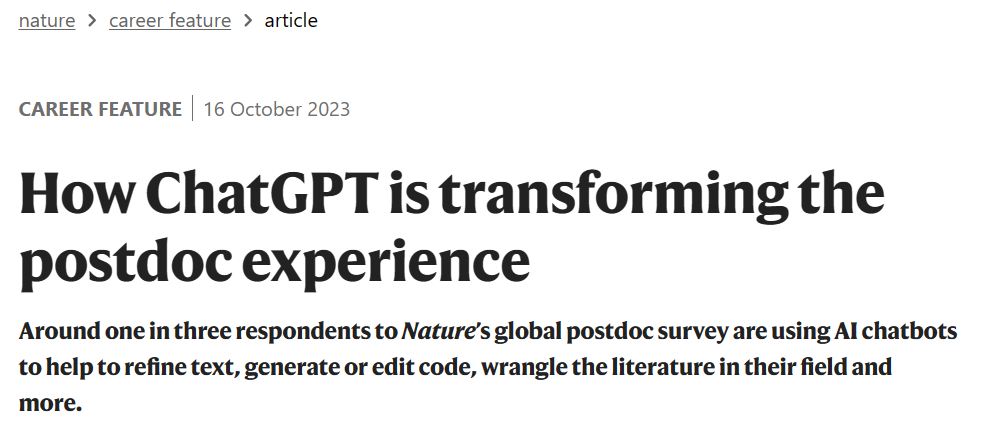 nature > career feature > article
CAREER FEATURE | 16 October 2023
How ChatGPT is transforming the
postdoc experience
Around one in three respondents to Nature's global postdoc survey are using AI chatbots
to help to refine text, generate or edit code, wrangle the literature in their field and
more.